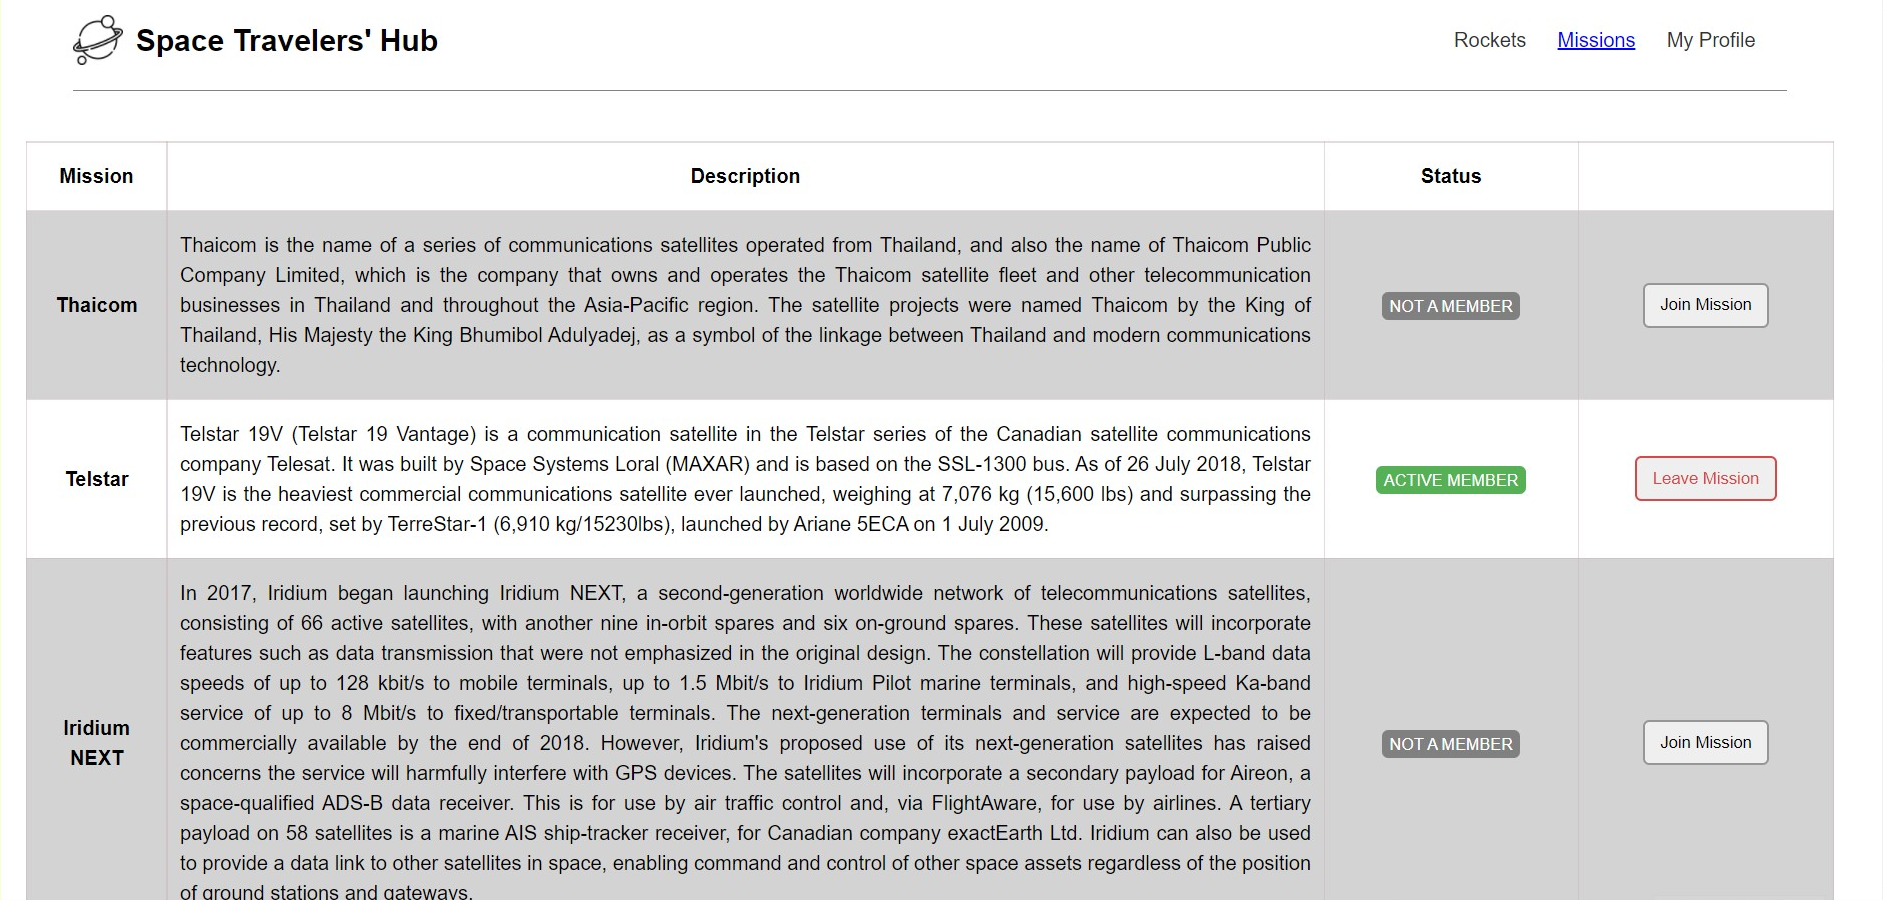 Space Travelers' Hub
Rockets Missions My Profile
Mission Description Status
Thaicom
Thaicom is the name of a series of communications satellites operated from Thailand, and also the name of Thaicom Public
Company Limited, which is the company that owns and operates the Thaicom satellite fleet and other telecommunication
businesses in Thailand and throughout the Asia-Pacific region. The satellite projects were named Thaicom by the King of
Thailand, His Majesty the King Bhumibol Adulyadej, as a symbol of the linkage between Thailand and modern communications
technology.
NOT A MEMBER
Join Mission
Telstar
Telstar 19V (Telstar 19 Vantage) is a communication satellite in the Telstar series of the Canadian satellite communications
company Telesat. It was built by Space Systems Loral (MAXAR) and is based on the SSL-1300 bus. As of 26 July 2018, Telstar
19V is the heaviest commercial communications satellite ever launched, weighing at 7,076 kg (15,600 lbs) and surpassing the
previous record, set by TerreStar-1 (6,910 kg/15230lbs), launched by Ariane 5ECA on 1 July 2009.
ACTIVE MEMBER
Leave Mission
Iridium
NEXT
In 2017, Iridium began launching Iridium NEXT, a second-generation worldwide network of telecommunications satellites,
consisting of 66 active satellites, with another nine in-orbit spares and six on-ground spares. These satellites will incorporate
features such as data transmission that were not emphasized in the original design. The constellation will provide L-band data
speeds of up to 128 kbit/s to mobile terminals, up to 1.5 Mbit/s to Iridium Pilot marine terminals, and high-speed Ka-band
service of up to 8 Mbit/s to fixed/transportable terminals. The next-generation terminals and service are expected to be
commercially available by the end of 2018. However, Iridium's proposed use of its next-generation satellites has raised
concerns the service will harmfully interfere with GPS devices. The satellites will incorporate a secondary payload for Aireon, a
space-qualified ADS-B data receiver. This is for use by air traffic control and, via FlightAware, for use by airlines. A tertiary
payload on 58 satellites is a marine AIS ship-tracker receiver, for Canadian company exactEarth Ltd. Iridium can also be used
to provide a data link to other satellites in space, enabling command and control of other space assets regardless of the position
of ground stations and gateways.
NOT A MEMBER
Join Mission